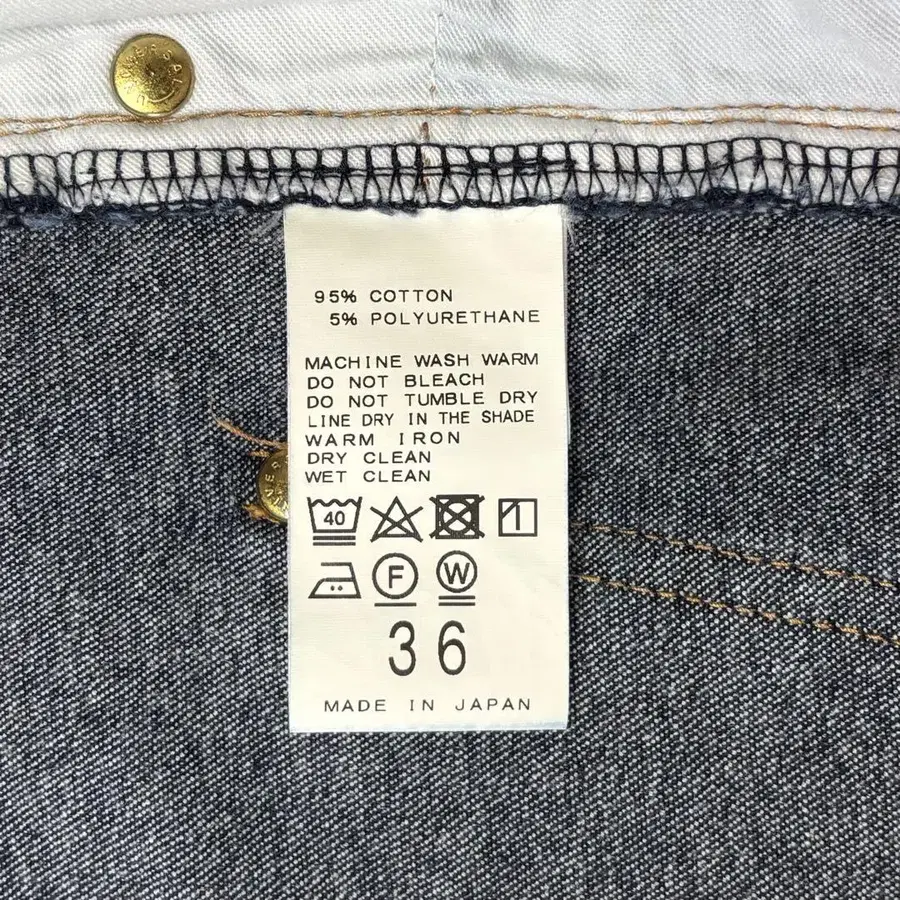 UNIVERSAL
95% COTTON
5% POLYURETHANE
MACHINE WASH WARM
DO NOT BLEACH
DO NOT TUMBLE DRY
LINE DRY IN THE SHADE
WARM IRON
DRY CLEAN
WET CLEAN
40
F W
36
MADE IN JAPAN